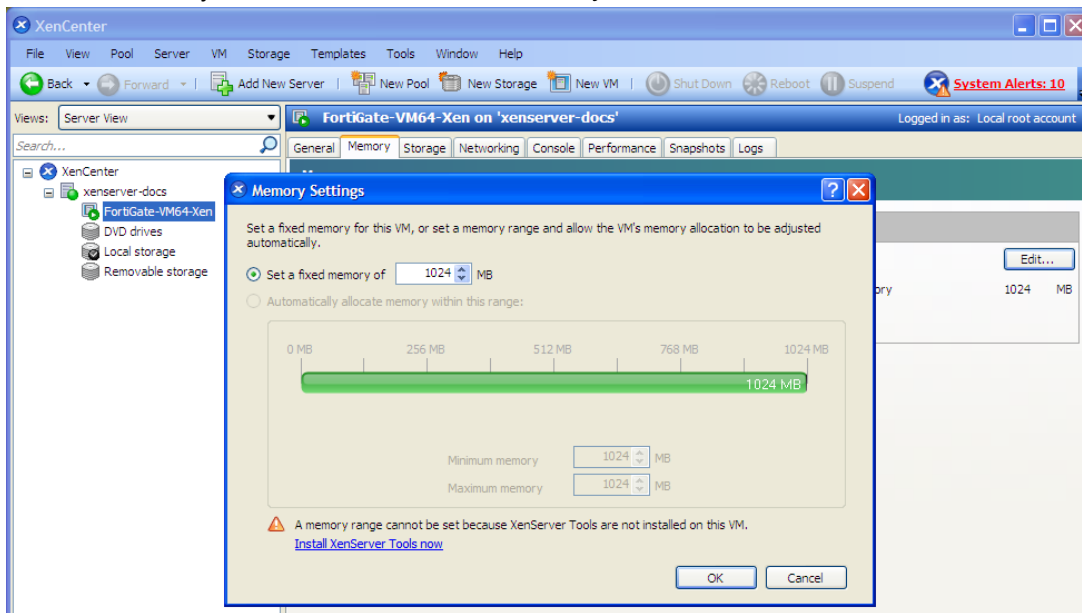 XenCenter
File View Pool Server VM Storage Templates Tools Window Help
Back Forward Add New Server New Pool New Storage New VM Shut Down Reboot Suspend System Alerts: 10
Views: Server View
FortiGate-VM64-Xen on 'xenserver-docs' Logged in as: Local root account
Search...
General Memory Storage Networking Console Performance Snapshots Logs
XenCenter
xenserver-docs
FortiGate-VM64-Xen
DVD drives
Local storage
Removable storage
Memory Settings
Set a fixed memory for this VM, or set a memory range and allow the VM's memory allocation to be adjusted
automatically.
Set a fixed memory of 1024 MB
Automatically allocate memory within this range:
0 MB 256 MB 512 MB 768 MB 1024 MB
1024 MB
Minimum memory 1024 MB
Maximum memory 1024 MB
A memory range cannot be set because XenServer Tools are not installed on this VM.
Install XenServer Tools now
OK Cancel
Edit...
1024 MB